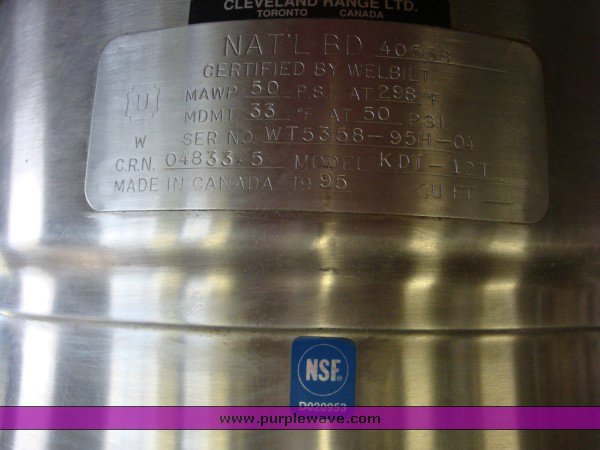 CLEVELAND RANGE LTD.
TORONTO CANADA
NAT'L BD 40538
CERTIFIED BY WELBILT
U
MAWP 50 P.S.I. AT 298 °F
MDMT 33 °F AT 50 P.S.I.
W SER. NO. WT5358-95H-04
C.R.N. 04833.5 MODEL KDT-12T
MADE IN CANADA 1995 CU FT.
NSF®
D020953
www.purplewave.com